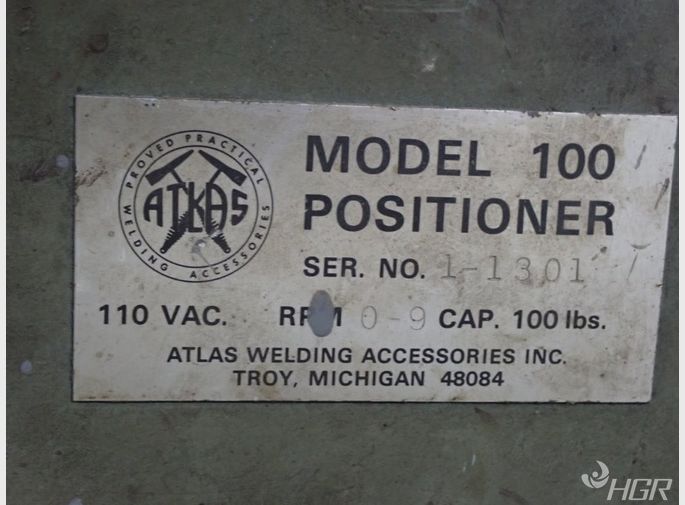 PROVED PRACTICAL
ATLAS
WELDING ACCESSORIES
MODEL 100
POSITIONER
SER. NO. 1-1301
110 VAC. RPM 0-9 CAP. 100 lbs.
ATLAS WELDING ACCESSORIES INC.
TROY, MICHIGAN 48084
HGR